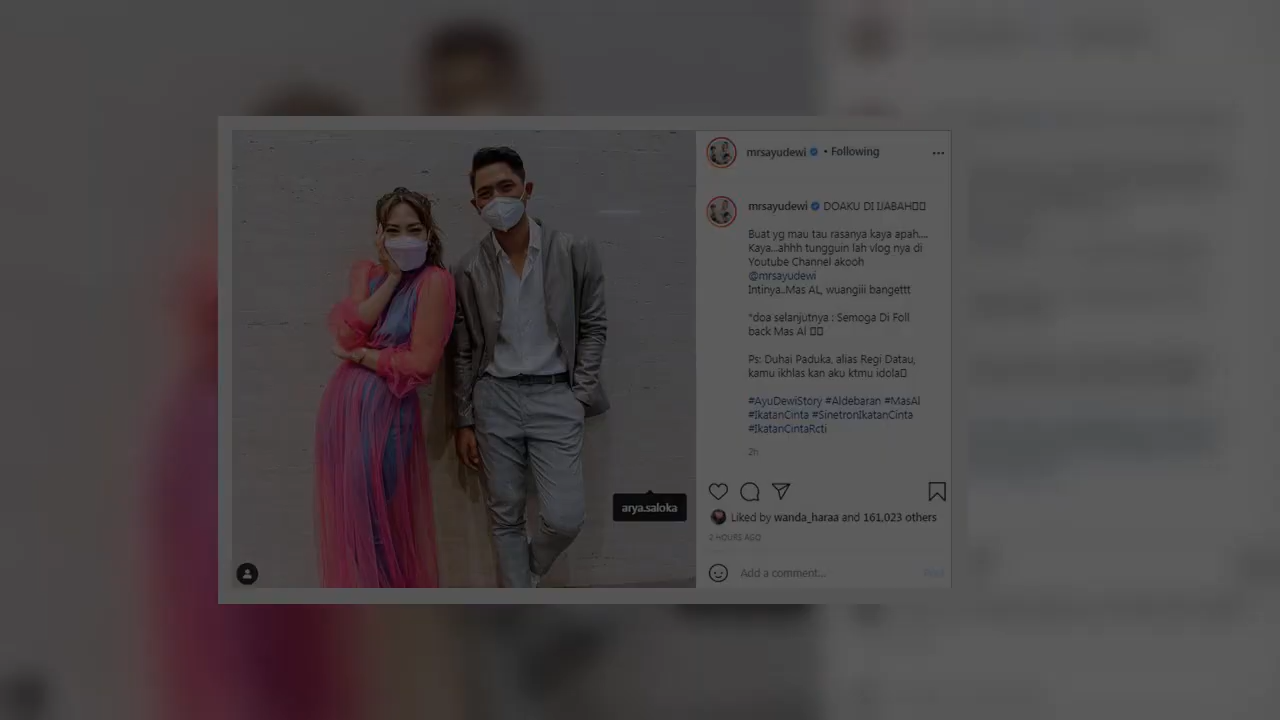 mrsayudewi • Following
mrsayudewi DOAKU DI IJABAH
Buat yg mau tau rasanya kaya apah....
Kaya...ahhh tungguin lah vlog nya di
Youtube Channel akooh
@mrsayudewi
Intinya..Mas AL, wuangiii bangettt
"doa selanjutnya : Semoga Di Foll
back Mas Al
Ps: Duhai Paduka, alias Regi Datau,
kamu ikhlas kan aku ktmu idola
#AyuDewiStory #Aldebaran #MasAl
#IkatanCinta #SinetronIkatanCinta
#IkatanCintaRcti
2h
arya.saloka
Liked by wanda_haraa and 161,023 others
2 HOURS AGO
Add a comment...
Post